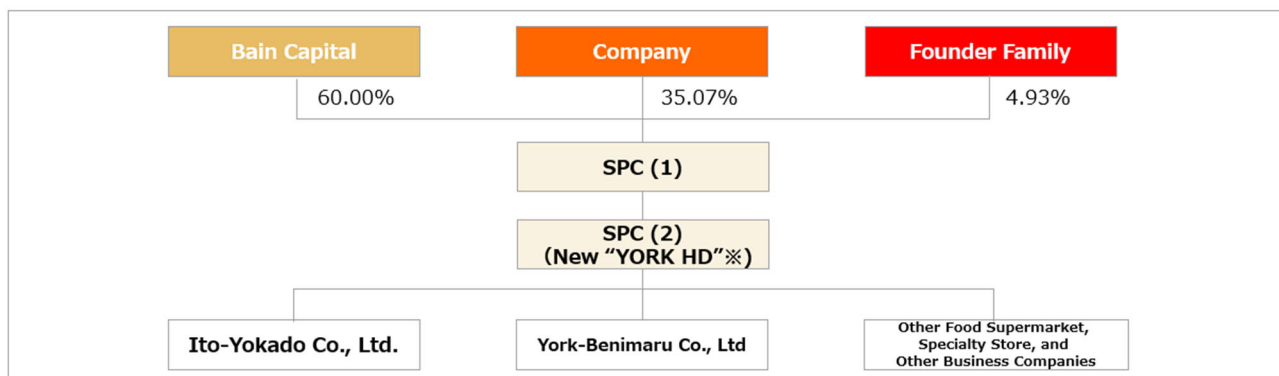 Bain Capital
Company
Founder Family
60.00%
35.07%
4.93%
SPC (1)
SPC (2)
（New “YORK HD”※)
Ito-Yokado Co., Ltd.
York-Benimaru Co., Ltd
Other Food Supermarket,
Specialty Store, and
Other Business Companies